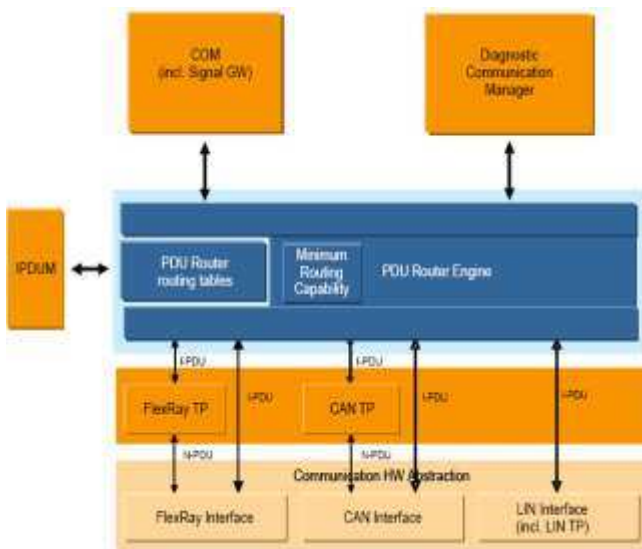 COM
(incl. Signal GW)
Diagnostic
Communication
Manager
IPDUM
PDU Router
routing tables
Minimum
Routing
Capability
PDU Router Engine
I-PDU
I-PDU
FlexRay TP
I-PDU
CAN TP
I-PDU
I-PDU
N-PDU
N-PDU
Communication HW Abstraction
FlexRay Interface
CAN Interface
LIN Interface
(incl. LIN TP)